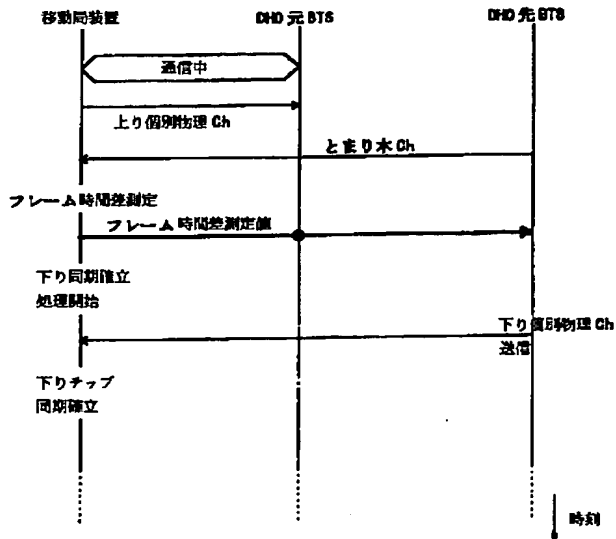 移動局装置
DHO 元 BTS
DHO 先 BTS
通信中
上り個別物理 Ch
とまり木 Ch
フレーム時間差測定
フレーム時間差測定値
下り同期確立
処理開始
下り個別物理 Ch
送信
下りチップ
同期確立
時刻